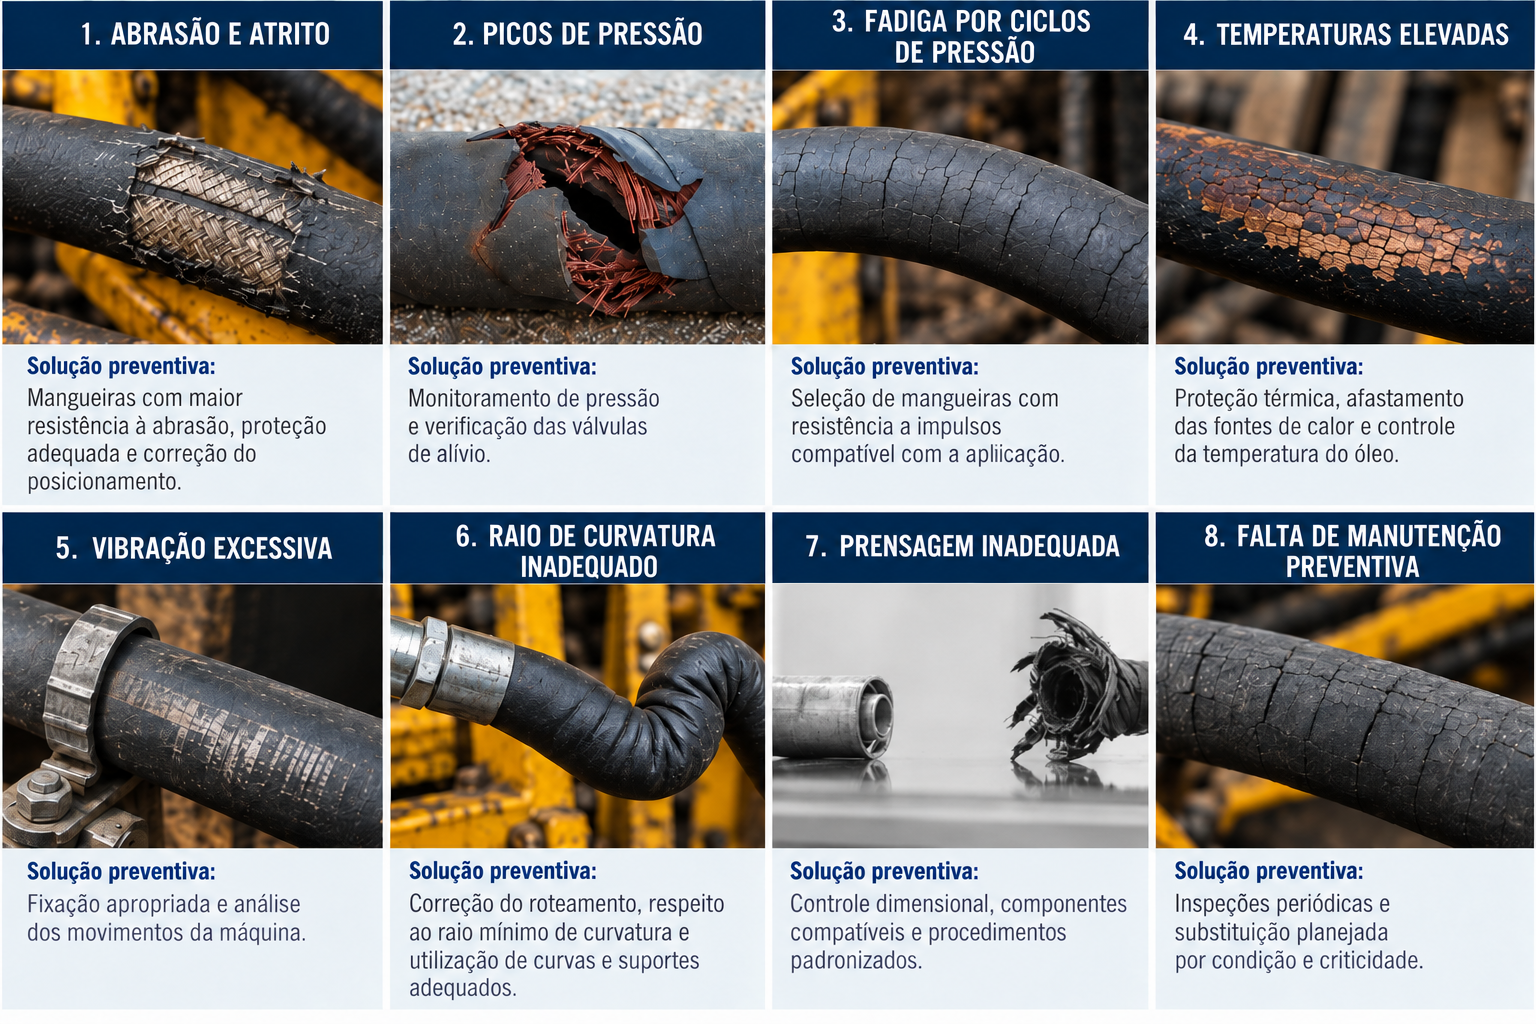 1. ABRASÃO E ATRITO
Solução preventiva:
Mangueiras com maior
resistência à abrasão, proteção
adequada e correção do
posicionamento.
2. PICOS DE PRESSÃO
Solução preventiva:
Monitoramento de pressão
e verificação das válvulas
de alívio.
3. FADIGA POR CICLOS
DE PRESSÃO
Solução preventiva:
Seleção de mangueiras com
resistência a impulsos
compatível com a apliicação.
4. TEMPERATURAS ELEVADAS
Solução preventiva:
Proteção térmica, afastamento
das fontes de calor e controle
da temperatura do óleo.
5. VIBRAÇÃO EXCESSIVA
Solução preventiva:
Fixação apropriada e análise
dos movimentos da máquina.
6. RAIO DE CURVATURA
INADEQUADO
Solução preventiva:
Correção do roteamento, respeito
ao raio mínimo de curvatura e
utilização de curvas e suportes
adequados.
7. PRENSAGEM INADEQUADA
Solução preventiva:
Controle dimensional, componentes
compatíveis e procedimentos
padronizados.
8. FALTA DE MANUTENÇÃO
PREVENTIVA
Solução preventiva:
Inspeções periódicas e
substituição planejada
por condição e criticidade.